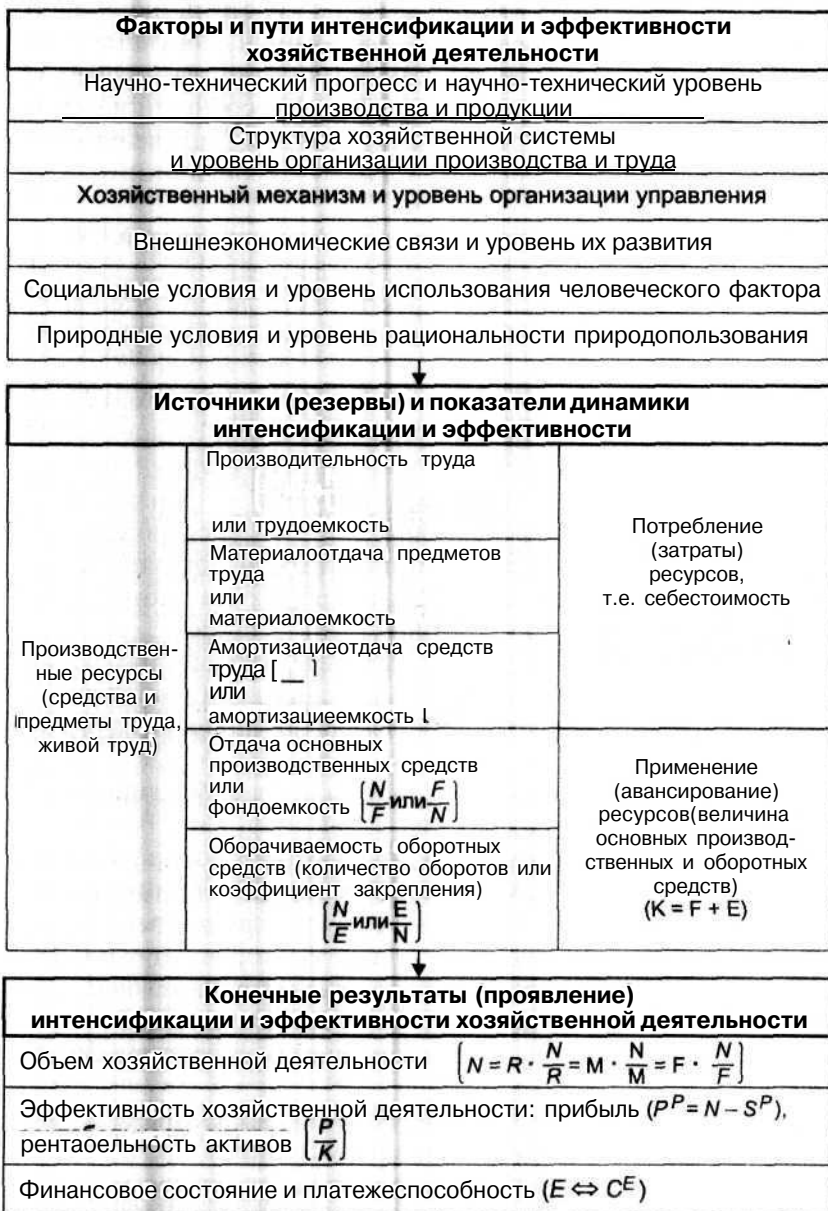 Факторы и пути интенсификации и эффективности
хозяйственной деятельности
Научно-технический прогресс и научно-технический уровень
производства и продукции
Структура хозяйственной системы
и уровень организации производства и труда
Хозяйственный механизм и уровень организации управления
Внешнеэкономические связи и уровень их развития
Социальные условия и уровень использования человеческого фактора
Природные условия и уровень рациональности природопользования
Источники (резервы) и показатели динамики
интенсификации и эффективности
Производствен-
ные ресурсы
(средства и
предметы труда,
живой труд)
Производительность труда
или трудоемкость
Материалоотдача предметов
труда
или
материалоемкость
Амортизациеотдача средств
труда
или
амортизациеемкость
Отдача основных
производственных средств
или
фондоемкость (N/F или F/N)
Оборачиваемость оборотных
средств (количество оборотов или
коэффициент закрепления)
(N/E или E/N)
Потребление
(затраты)
ресурсов,
т.е. себестоимость
Применение
(авансирование)
ресурсов(величина
основных производ-
ственных и оборотных
средств)
(K = F + E)
Конечные результаты (проявление)
интенсификации и эффективности хозяйственной деятельности
Объем хозяйственной деятельности (N = R · N/R = M · N/M = F · N/F)
Эффективность хозяйственной деятельности: прибыль (P^P = N – S^P),
рентаоельность активов (P/K)
Финансовое состояние и платежеспособность (E ⇔ C^E)